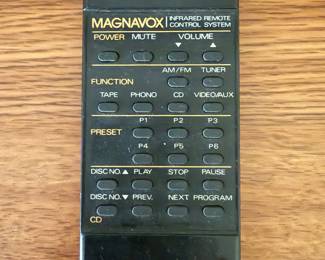 MAGNAVOX INFRARED REMOTE
CONTROL SYSTEM
POWER MUTE VOLUME
▼ ▲
AM/FM TUNER
FUNCTION
TAPE PHONO CD VIDEO/AUX
P1 P2 P3
PRESET
P4 P5 P6
DISC NO.▲ PLAY STOP PAUSE
DISC NO.▼ PREV. NEXT PROGRAM
CD